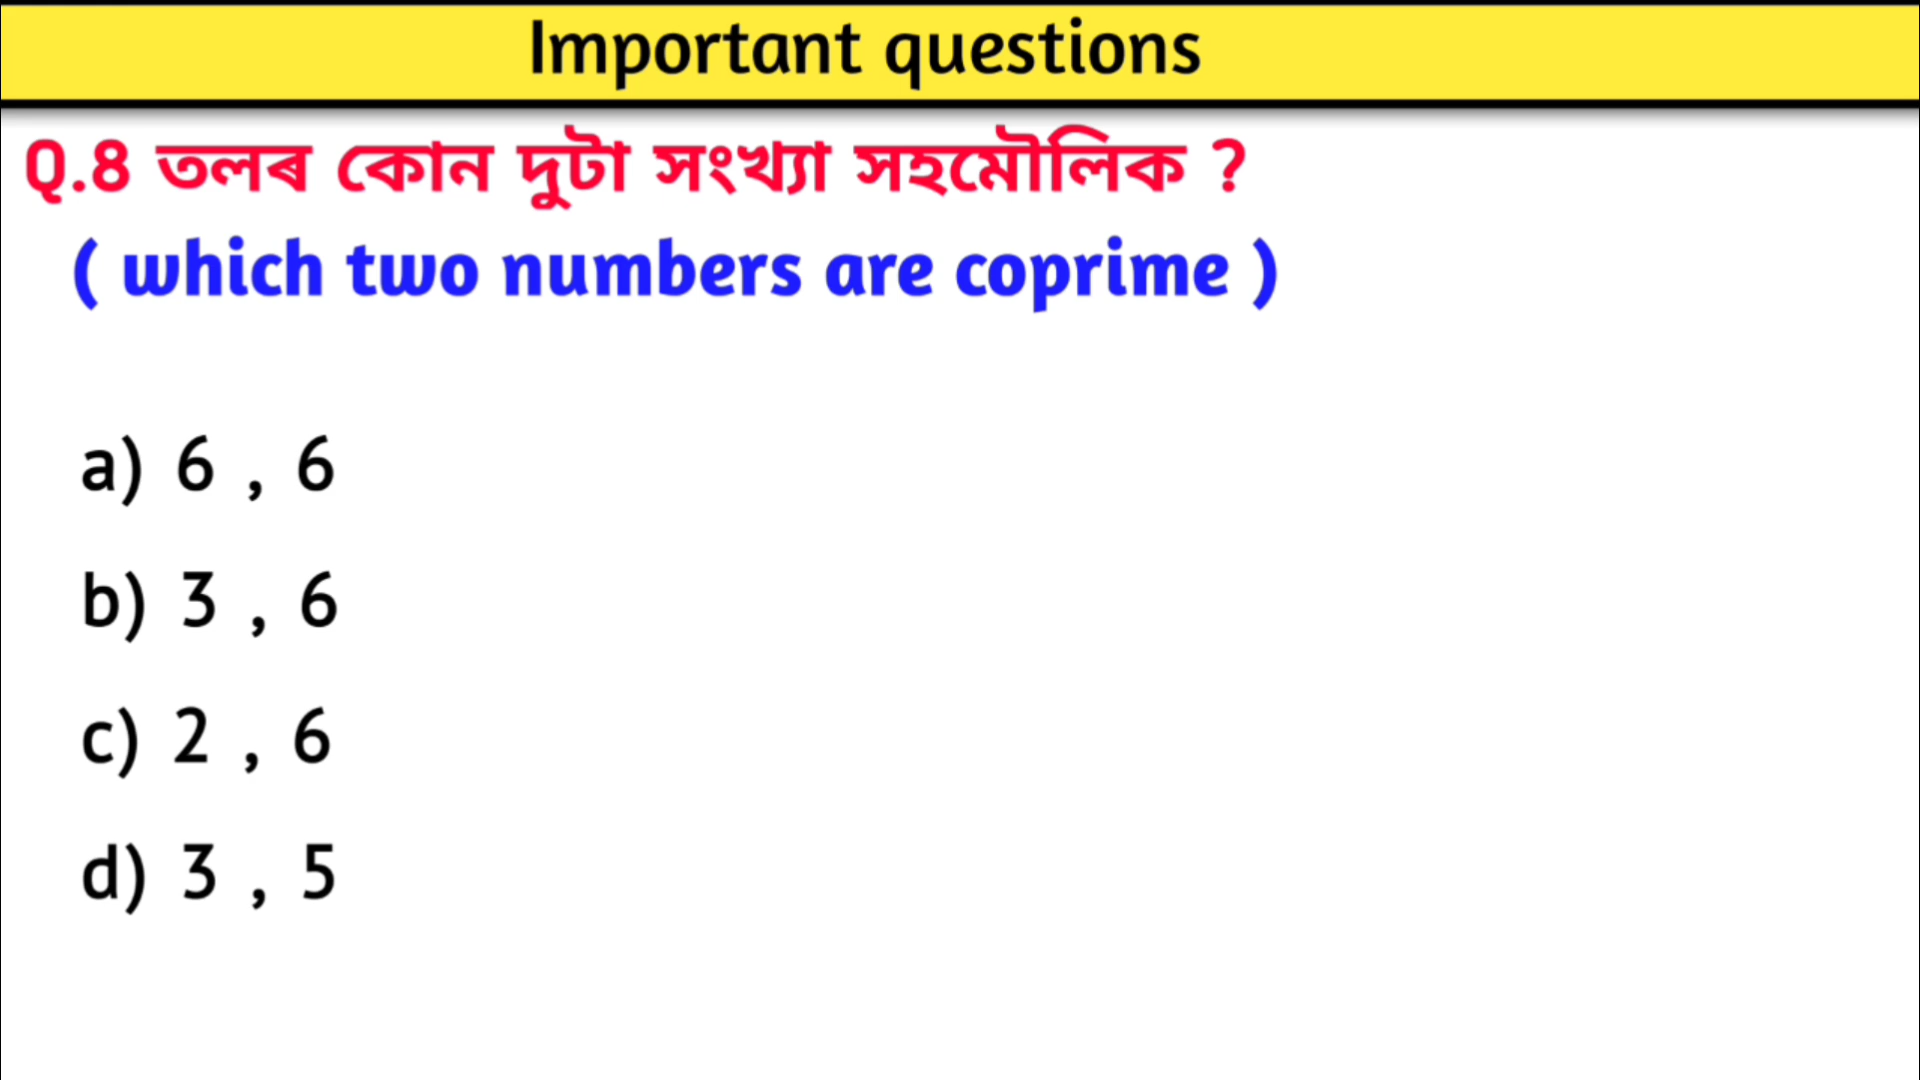 Important questions
Q.8 তলৰ কোন দুটা সংখ্যা সহমৌলিক ?
( which two numbers are coprime )
a) 6 , 6
b) 3 , 6
c) 2 , 6
d) 3 , 5